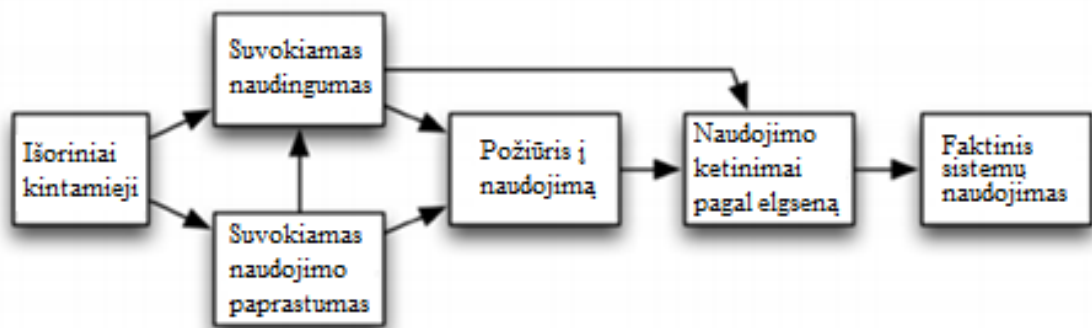 Išoriniai
kintamieji
Suvokiamas
naudingumas
Suvokiamas
naudojimo
paprastumas
Požiūris į
naudojimą
Naudojimo
ketinimai
pagal elgseną
Faktinis
sistemų
naudojimas